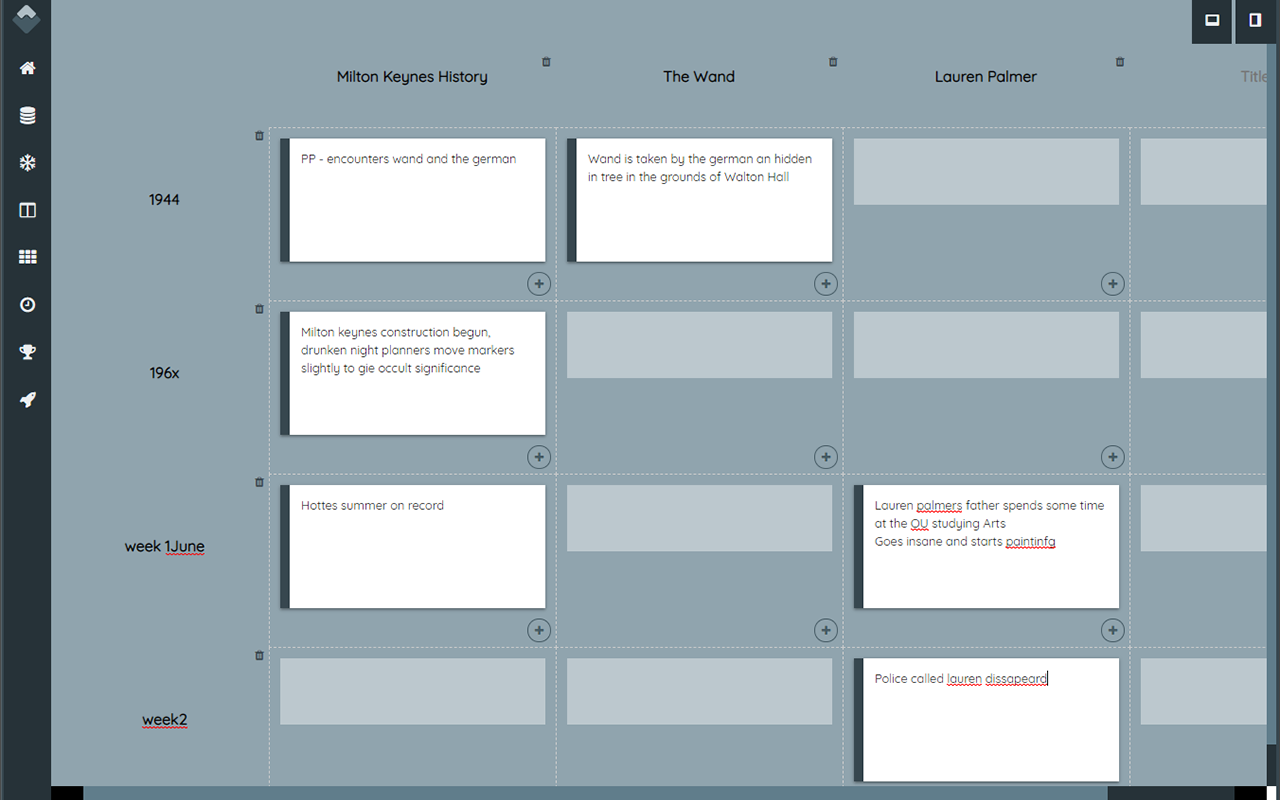 Milton Keynes History
The Wand
Lauren Palmer
Title
1944
PP - encounters wand and the german
Wand is taken by the german an hidden
in tree in the grounds of Walton Hall
196x
Milton keynes construction begun,
drunken night planners move markers
slightly to gie occult significance
week 1June
Hottes summer on record
Lauren palmers father spends some time
at the OU studying Arts
Goes insane and starts paintinfg
week2
Police called lauren dissapeard